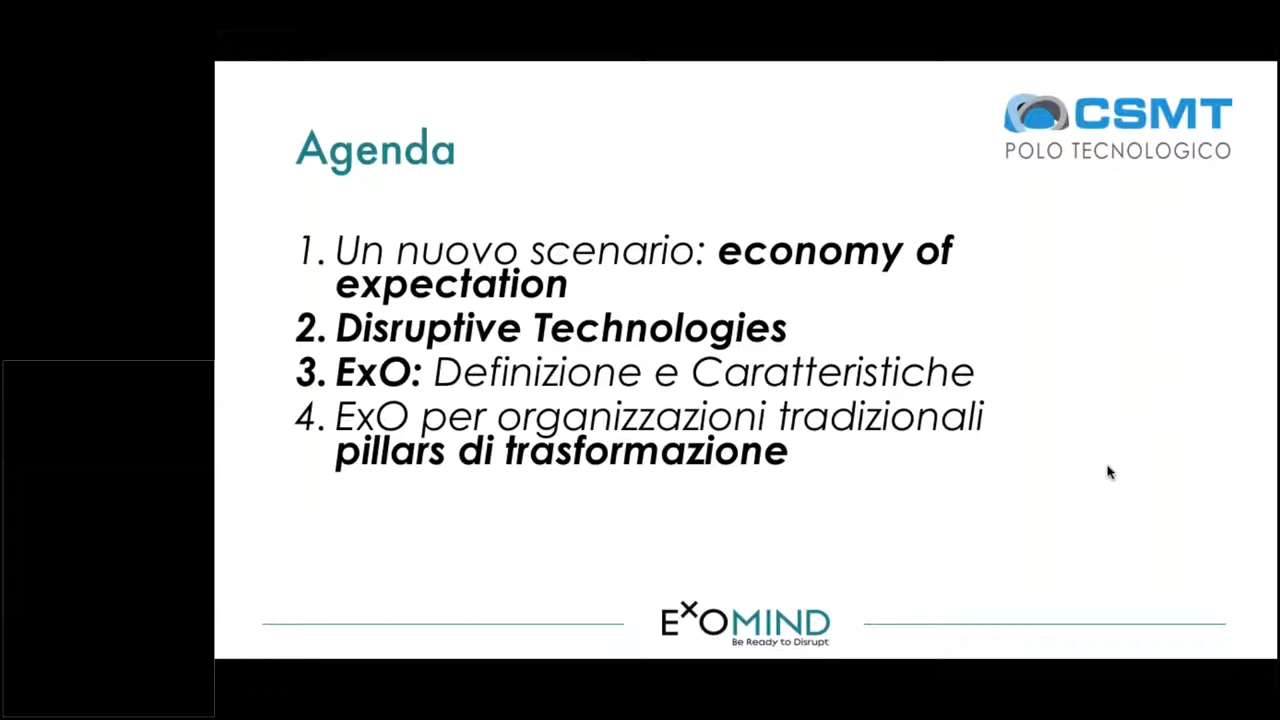 Agenda
CSMT
POLO TECNOLOGICO
1. Un nuovo scenario: economy of
expectation
2. Disruptive Technologies
3. ExO: Definizione e Caratteristiche
4. ExO per organizzazioni tradizionali
pillars di trasformazione
ExOMIND
Be Ready to Disrupt